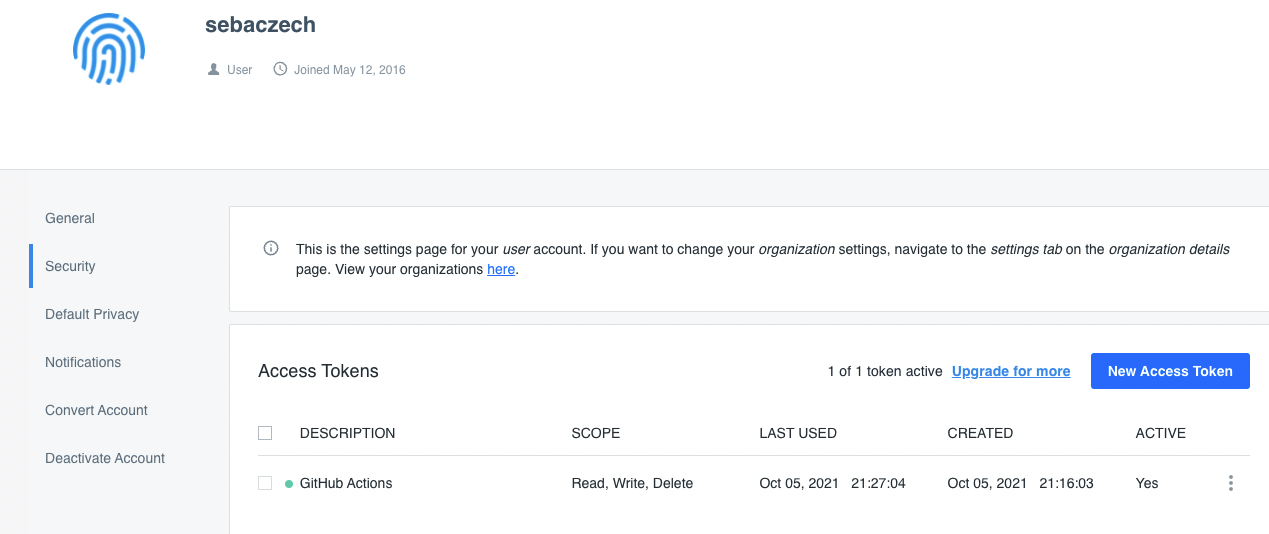 sebaczech
User Joined May 12, 2016
General
Security
Default Privacy
Notifications
Convert Account
Deactivate Account
This is the settings page for your user account. If you want to change your organization settings, navigate to the settings tab on the organization details
page. View your organizations here.
Access Tokens 1 of 1 token active Upgrade for more New Access Token
DESCRIPTION SCOPE LAST USED CREATED ACTIVE
GitHub Actions Read, Write, Delete Oct 05, 2021 21:27:04 Oct 05, 2021 21:16:03 Yes